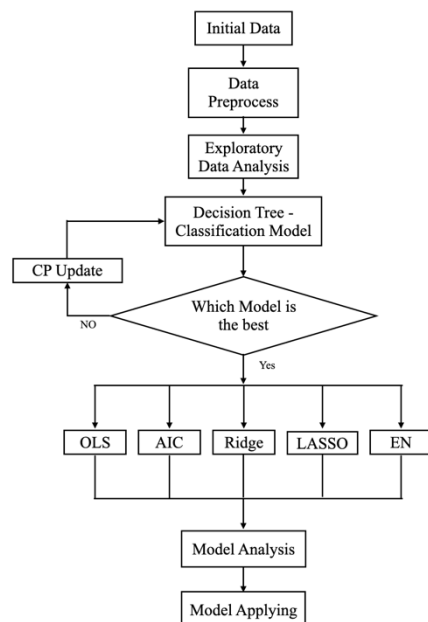 Initial Data
Data
Preprocess
Exploratory
Data Analysis
Decision Tree -
Classification Model
CP Update
Which Model is
the best
NO
Yes
OLS
AIC
Ridge
LASSO
EN
Model Analysis
Model Applying